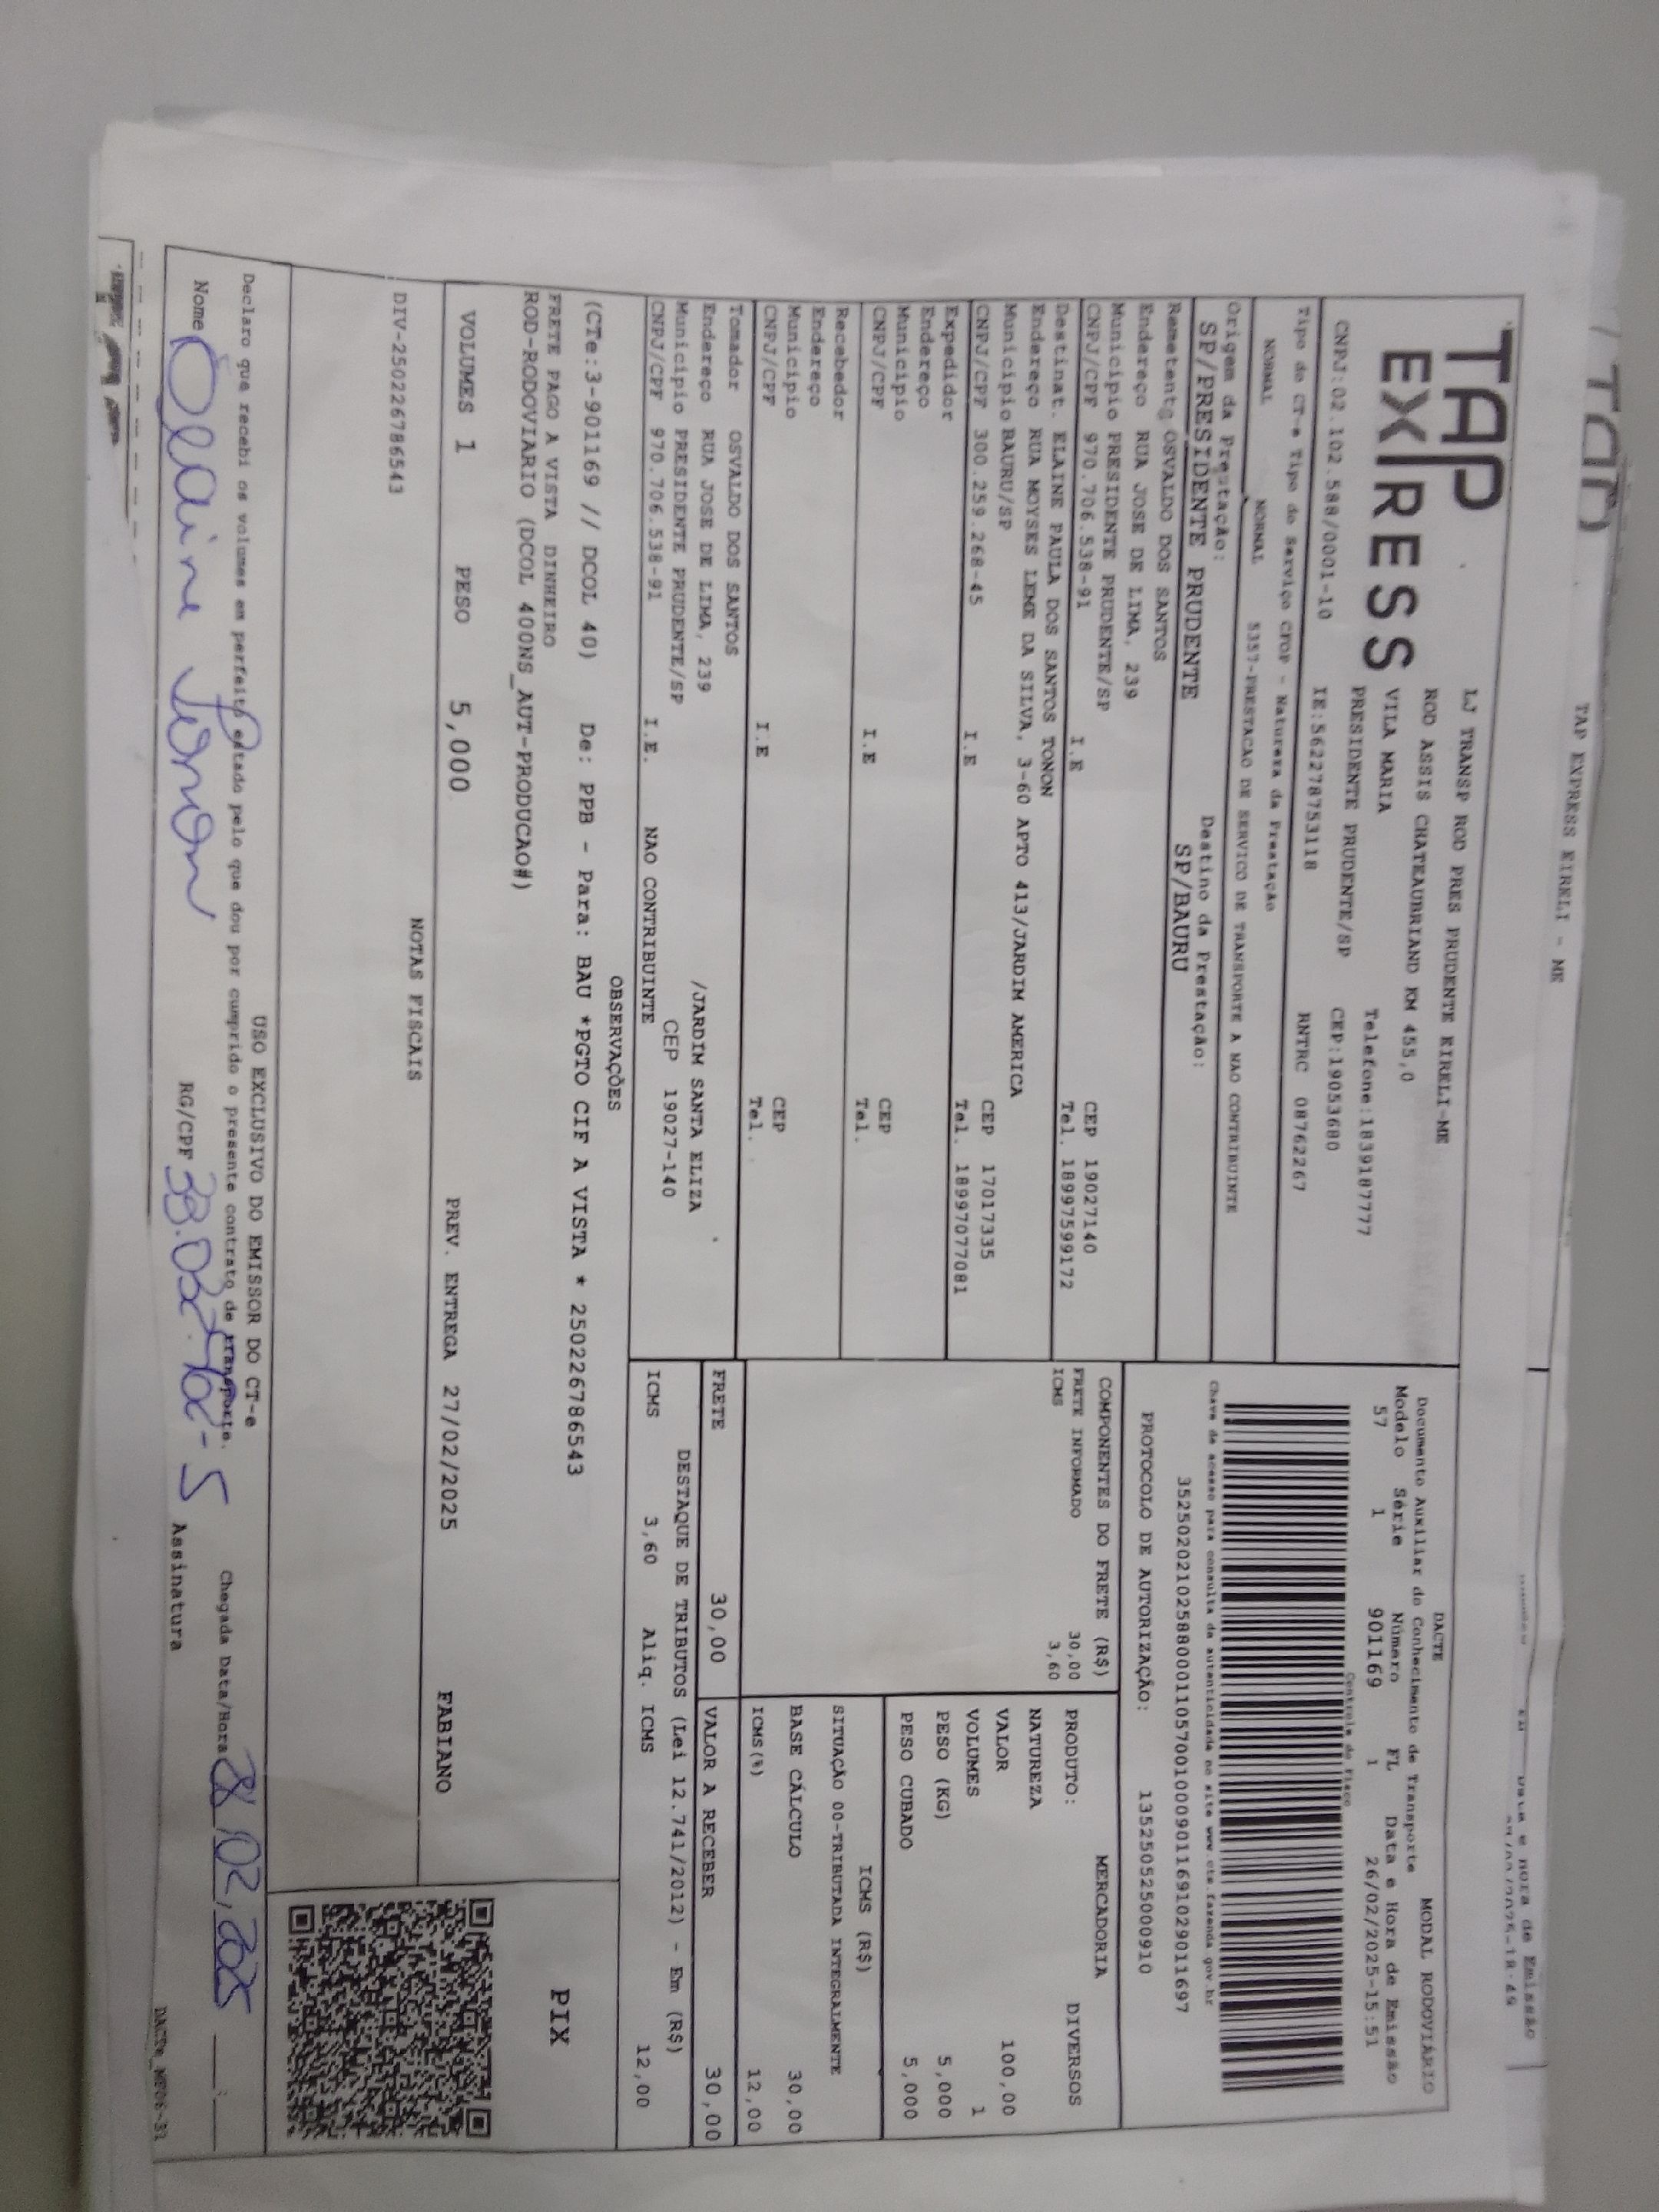 TAP EXPRESS EIRELI - ME
TAP
EXPRESS
LJ TRANSP ROD PRES PRUDENTE EIRELI-ME
ROD ASSIS CHATEAUBRIAND KM 455,0
VILA MARIA
Telefone:1839187777
PRESIDENTE PRUDENTE/SP
CEP:19053680
CNPJ:02.102.588/0001-10
IE:562278753118
RNTRC 08762267
DACTE
MODAL RODOVIÁRIO
Documento Auxiliar do Conhecimento de Transporte
Modelo Série Número FL Data e Hora de Emissão
57 1 901169 1 26/02/2025-15:51
Controle do Fisco
Chave de acesso para consulta da autenticidade no site www.cte.fazenda.gov.br
35250202102588000110570010009011691029011697
PROTOCOLO DE AUTORIZAÇÃO: 135250525000910
Tipo do CT-e Tipo do Serviço CFOP - Natureza da Prestação
NORMAL NORMAL 5357-PRESTACAO DE SERVICO DE TRANSPORTE A NAO CONTRIBUINTE
Origem da Prestação: Destino da Prestação:
SP/PRESIDENTE PRUDENTE SP/BAURU
Remetente OSVALDO DOS SANTOS
Endereço RUA JOSE DE LIMA, 239
Município PRESIDENTE PRUDENTE/SP CEP 19027140
CNPJ/CPF 970.706.538-91 I.E Tel. 18997599172
Destinat. ELAINE PAULA DOS SANTOS TONON
Endereço RUA MOYSES LEME DA SILVA, 3-60 APTO 413/JARDIM AMERICA
Município BAURU/SP CEP 17017335
CNPJ/CPF 300.259.268-45 I.E Tel. 18997077081
Expedidor
Endereço
Município CEP
CNPJ/CPF I.E Tel.
Recebedor
Endereço
Município CEP
CNPJ/CPF I.E Tel.
Tomador OSVALDO DOS SANTOS
Endereço RUA JOSE DE LIMA, 239 /JARDIM SANTA ELIZA
Município PRESIDENTE PRUDENTE/SP CEP 19027-140
CNPJ/CPF 970.706.538-91 I.E. NAO CONTRIBUINTE
COMPONENTES DO FRETE (R$)
FRETE INFORMADO 30,00
ICMS 3,60
MERCADORIA
PRODUTO: DIVERSOS
NATUREZA
VALOR 100,00
VOLUMES 1
PESO (KG) 5,000
PESO CUBADO 5,000
ICMS (R$)
SITUAÇÃO 00-TRIBUTADA INTEGRALMENTE
BASE CÁLCULO 30,00
ICMS(%) 12,00
FRETE 30,00 VALOR A RECEBER 30,00
DESTAQUE DE TRIBUTOS (Lei 12.741/2012) - Em (R$)
ICMS 3,60 Aliq. ICMS 12,00
OBSERVAÇÕES
(CTe:3-901169 // DCOL 40) De: PPB - Para: BAU *PGTO CIF A VISTA * 250226786543
FRETE PAGO A VISTA DINHEIRO
ROD-RODOVIARIO (DCOL 400NS_AUT-PRODUCAO#)
PIX
VOLUMES 1 PESO 5,000 PREV. ENTREGA 27/02/2025 FABIANO
NOTAS FISCAIS
DIV-250226786543
USO EXCLUSIVO DO EMISSOR DO CT-e
Declaro que recebi os volumes em perfeito estado pelo que dou por cumprido o presente contrato de transporte.
Chegada Data/Hora 28/02/2025
Nome Elaine Tonon RG/CPF Assinatura